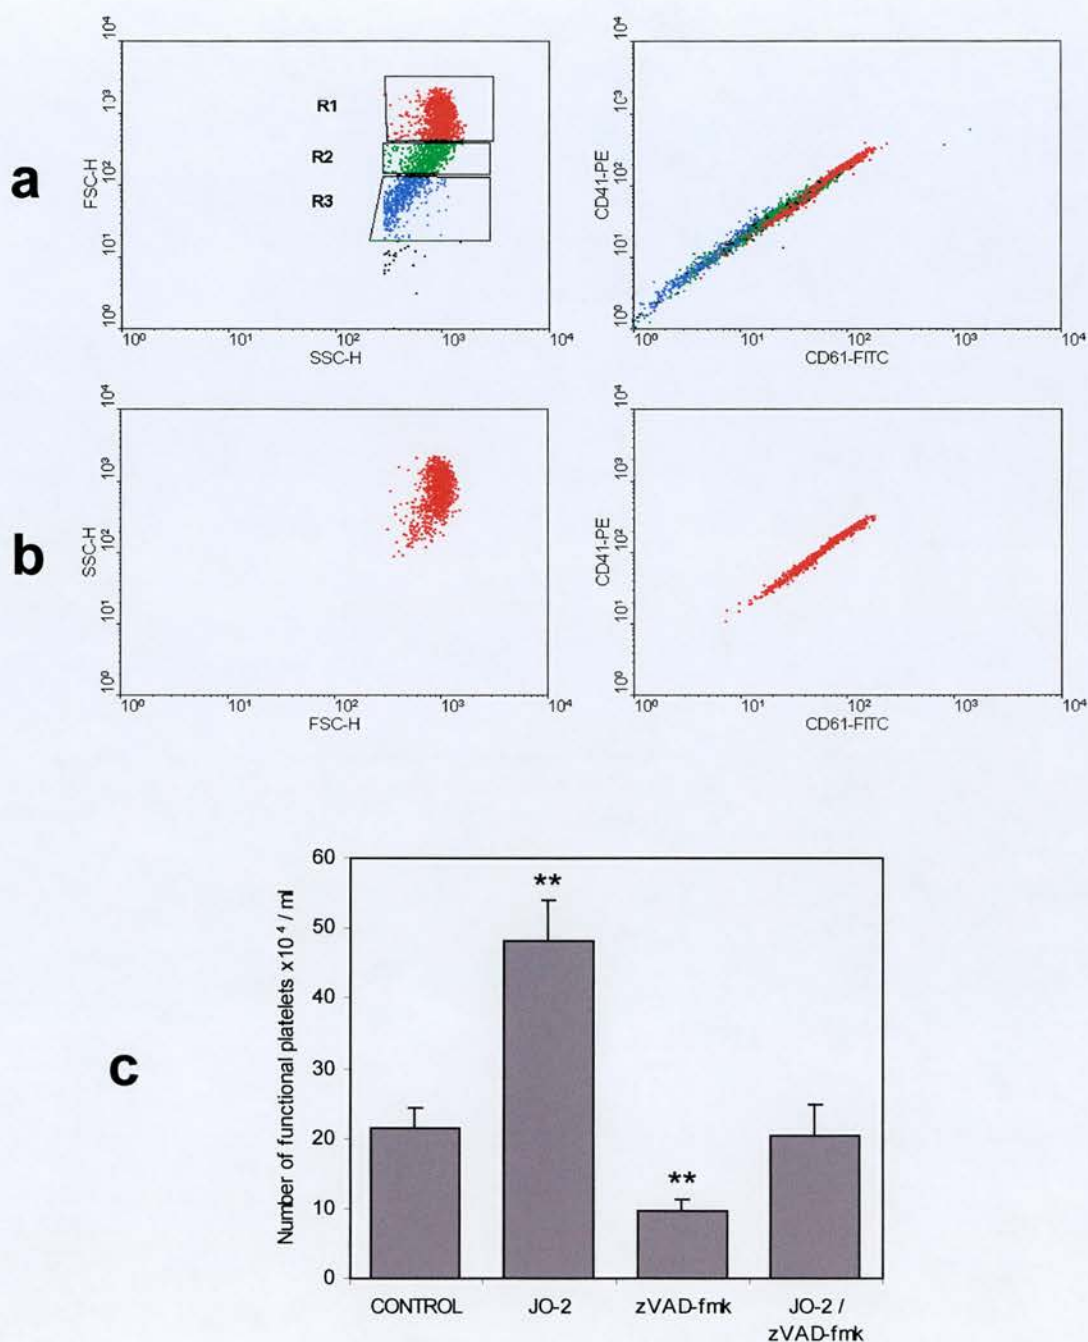 a
FSC-H
10⁴
10³
10²
10¹
10⁰
R1
R2
R3
10⁰ 10¹ 10² 10³ 10⁴
SSC-H
CD41-PE
10⁴
10³
10²
10¹
10⁰
10⁰ 10¹ 10² 10³ 10⁴
CD61-FITC
b
SSC-H
10⁴
10³
10²
10¹
10⁰
10⁰ 10¹ 10² 10³ 10⁴
FSC-H
CD41-PE
10⁴
10³
10²
10¹
10⁰
10⁰ 10¹ 10² 10³ 10⁴
CD61-FITC
c
Number of functional platelets x10⁴ / ml
60
50
40
30
20
10
0
**
**
CONTROL
JO-2
zVAD-fmk
JO-2 /
zVAD-fmk